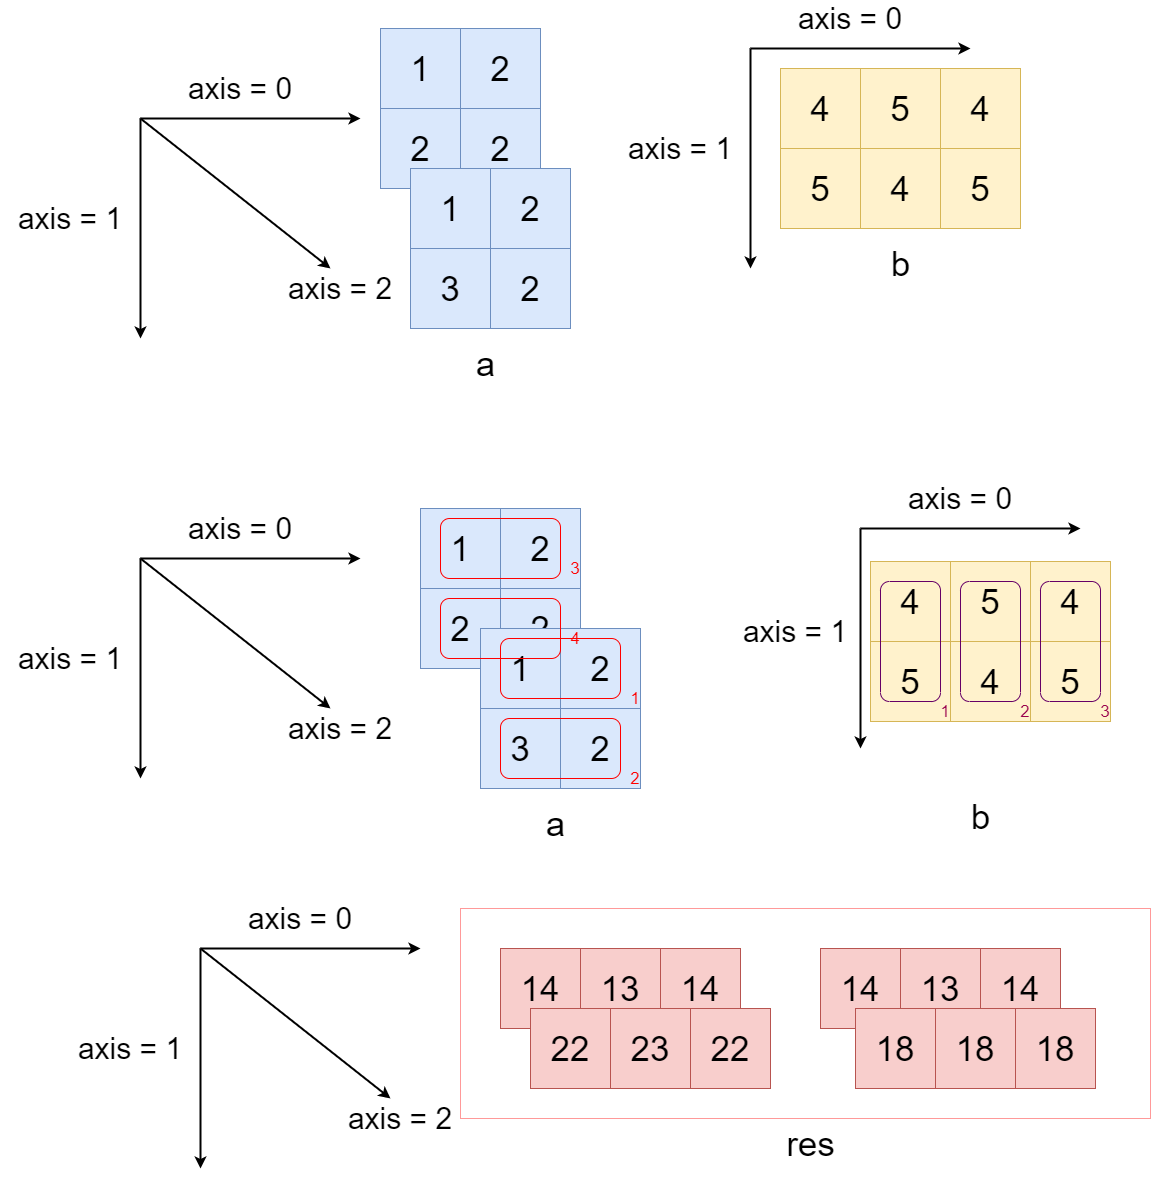 axis = 0
axis = 1
axis = 2
1 2
2 2
1 2
3 2
a
axis = 0
axis = 1
4 5 4
5 4 5
b
axis = 0
axis = 1
axis = 2
1 2 3
2 2 4
1 2 1
3 2 2
a
axis = 0
axis = 1
4 5 4
5 4 5
1 2 3
b
axis = 0
axis = 1
axis = 2
14 13 14
22 23 22
14 13 14
18 18 18
res